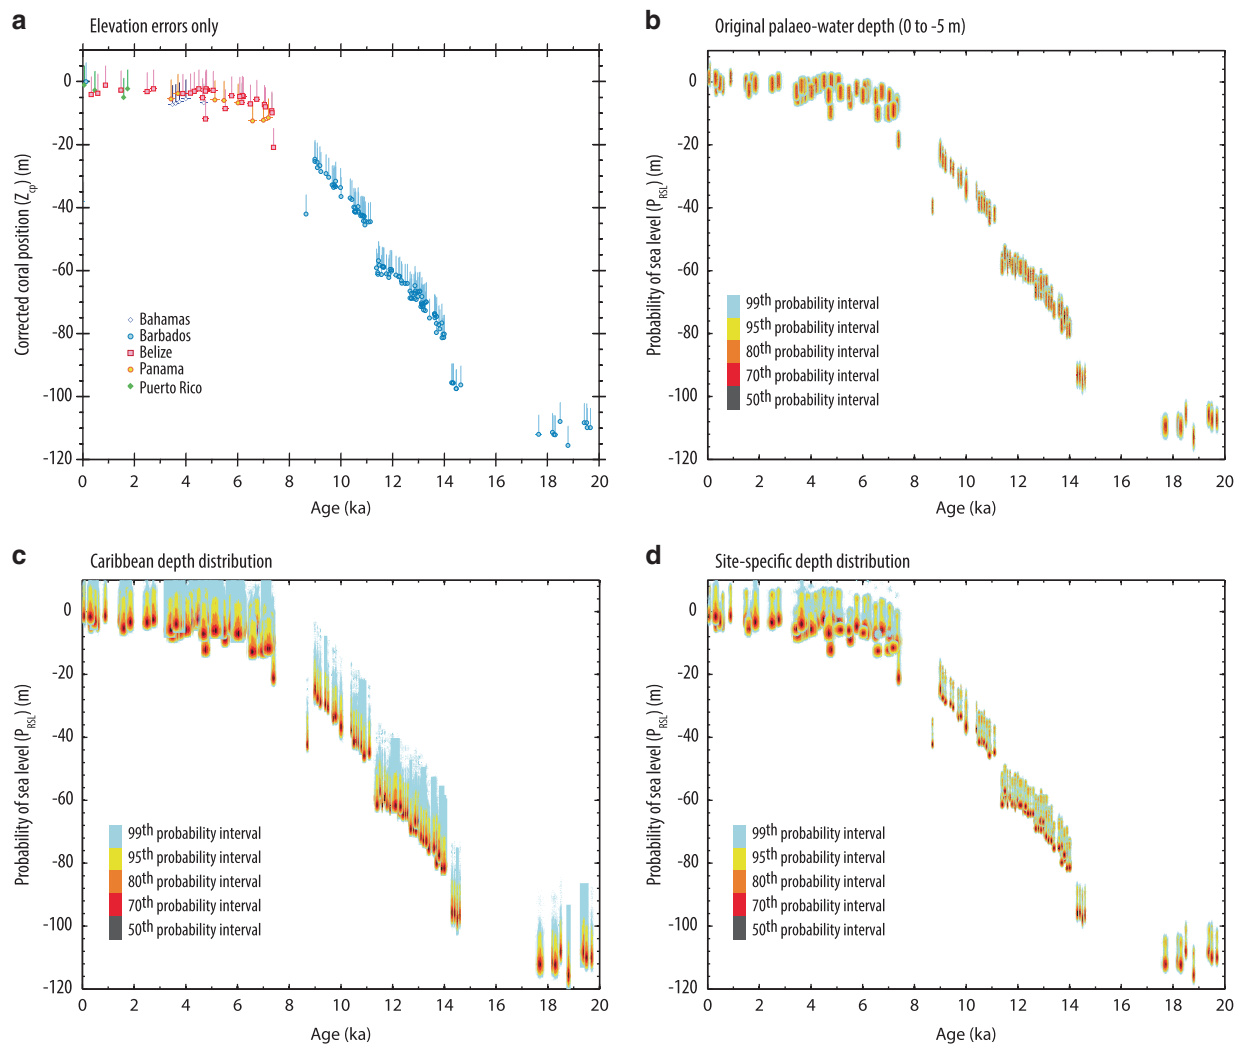 a Elevation errors only
Corrected coral position (Zcp) (m)
0
-20
-40
-60
-80
-100
-120
Bahamas
Barbados
Belize
Panama
Puerto Rico
0 2 4 6 8 10 12 14 16 18 20
Age (ka)
b Original palaeo-water depth (0 to -5 m)
Probability of sea level (PRSL) (m)
0
-20
-40
-60
-80
-100
-120
99th probability interval
95th probability interval
80th probability interval
70th probability interval
50th probability interval
0 2 4 6 8 10 12 14 16 18 20
Age (ka)
c Caribbean depth distribution
Probability of sea level (PRSL) (m)
0
-20
-40
-60
-80
-100
-120
99th probability interval
95th probability interval
80th probability interval
70th probability interval
50th probability interval
0 2 4 6 8 10 12 14 16 18 20
Age (ka)
d Site-specific depth distribution
Probability of sea level (PRSL) (m)
0
-20
-40
-60
-80
-100
-120
99th probability interval
95th probability interval
80th probability interval
70th probability interval
50th probability interval
0 2 4 6 8 10 12 14 16 18 20
Age (ka)